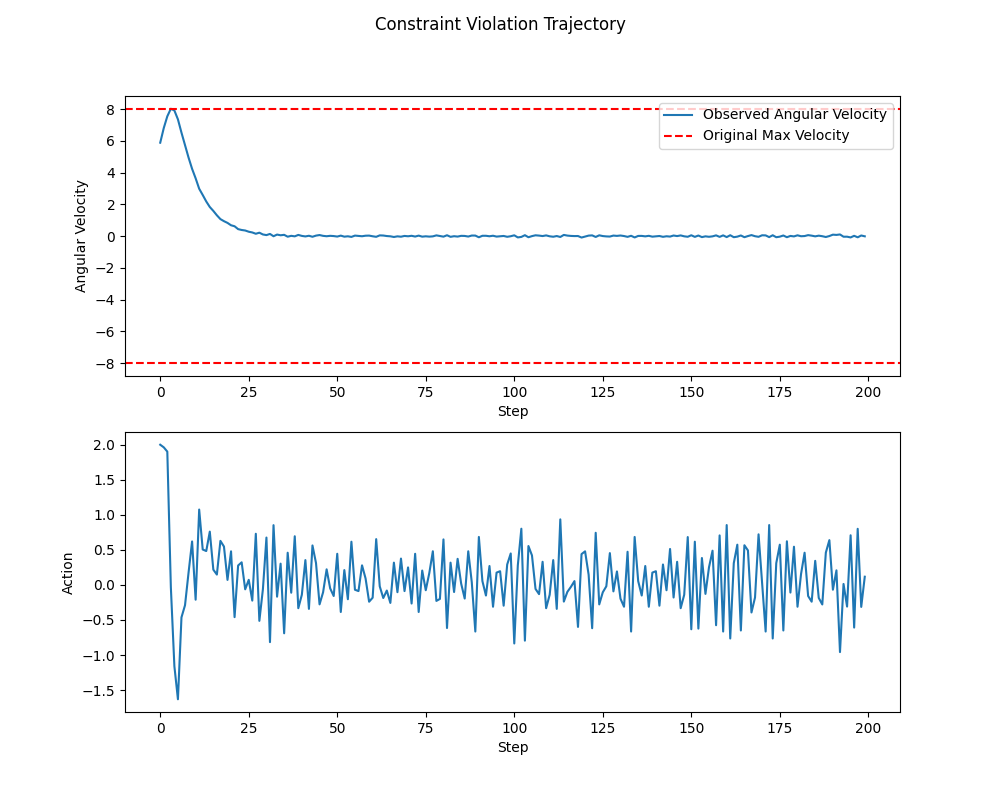 Constraint Violation Trajectory
8
6
4
2
0
−2
−4
−6
−8
Angular Velocity
Observed Angular Velocity
Original Max Velocity
0 25 50 75 100 125 150 175 200
Step
2.0
1.5
1.0
0.5
0.0
−0.5
−1.0
−1.5
Action
0 25 50 75 100 125 150 175 200
Step